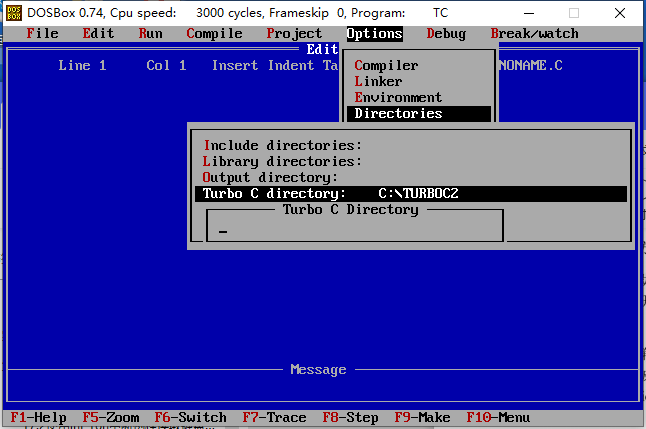 DOSBox 0.74, Cpu speed: 3000 cycles, Frameskip 0, Program: TC
File Edit Run Compile Project Options Debug Break/watch
Edit
Line 1 Col 1 Insert Indent Ta NONAME.C
Compiler
Linker
Environment
Directories
Include directories:
Library directories:
Output directory:
Turbo C directory: C:\TURBOC2
Turbo C Directory
_
Message
F1-Help F5-Zoom F6-Switch F7-Trace F8-Step F9-Make F10-Menu